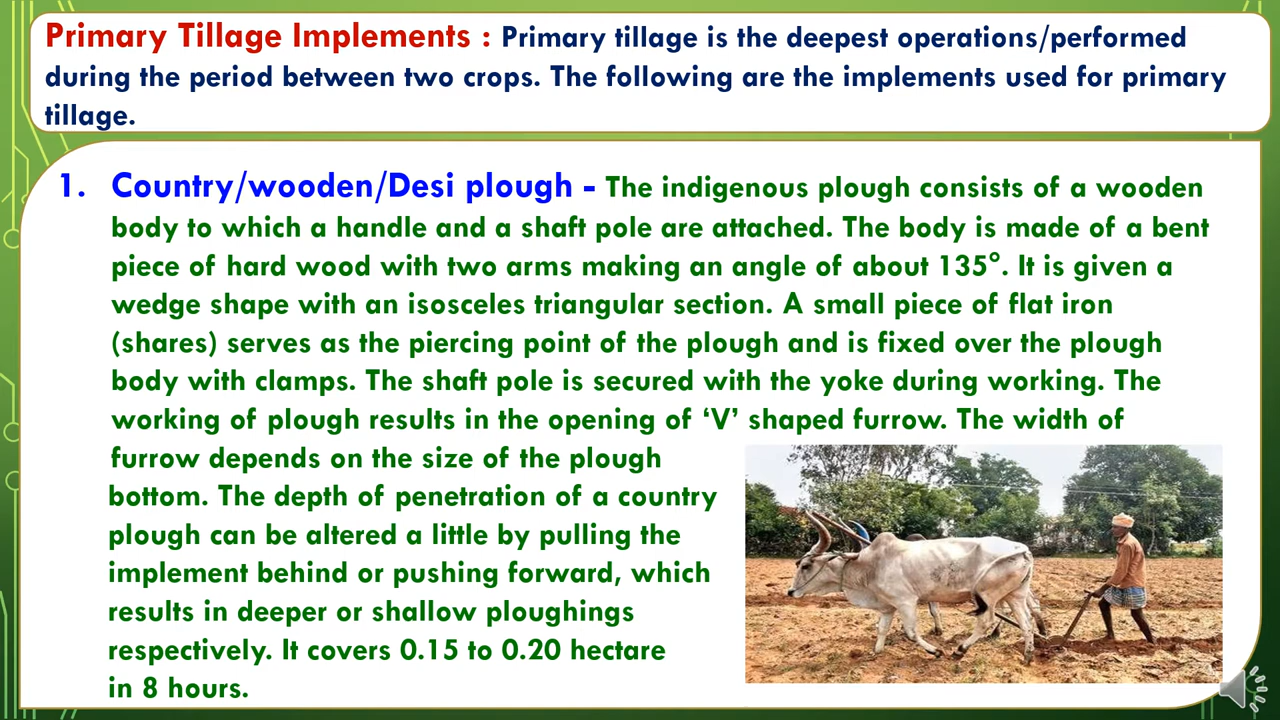 Primary Tillage Implements : Primary tillage is the deepest operations/performed
during the period between two crops. The following are the implements used for primary
tillage.
1. Country/wooden/Desi plough - The indigenous plough consists of a wooden
body to which a handle and a shaft pole are attached. The body is made of a bent
piece of hard wood with two arms making an angle of about 135°. It is given a
wedge shape with an isosceles triangular section. A small piece of flat iron
(shares) serves as the piercing point of the plough and is fixed over the plough
body with clamps. The shaft pole is secured with the yoke during working. The
working of plough results in the opening of ‘V’ shaped furrow. The width of
furrow depends on the size of the plough
bottom. The depth of penetration of a country
plough can be altered a little by pulling the
implement behind or pushing forward, which
results in deeper or shallow ploughings
respectively. It covers 0.15 to 0.20 hectare
in 8 hours.